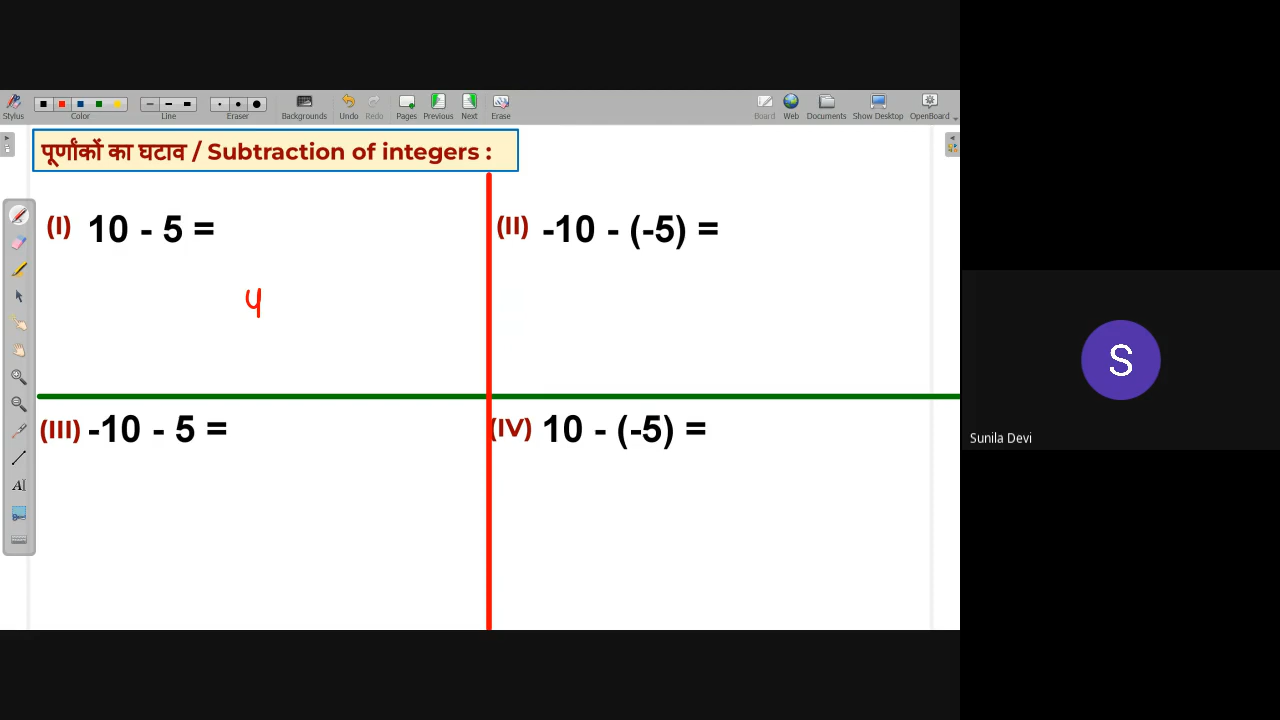 Stylus Color Line Eraser Backgrounds Undo Redo Pages Previous Next Erase Board Web Documents Show Desktop OpenBoard
पूर्णांकों का घटाव / Subtraction of integers :
(I) 10 - 5 =
(II) -10 - (-5) =
4
(III) -10 - 5 =
(IV) 10 - (-5) =
S
Sunila Devi